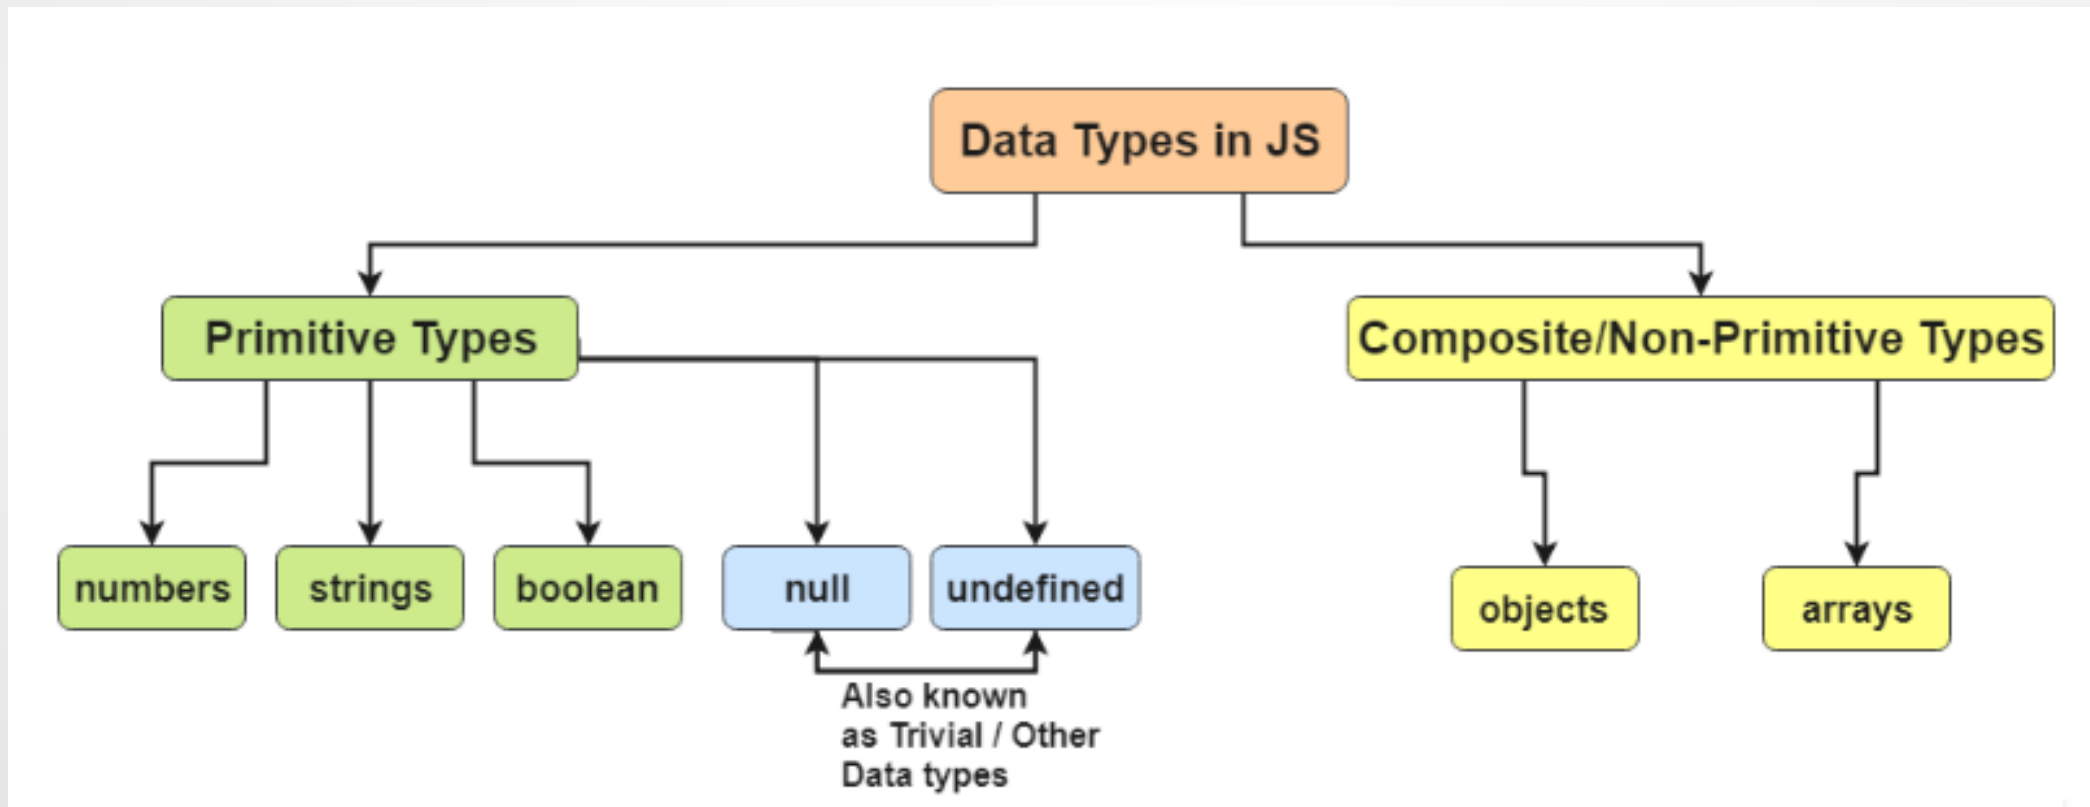 Data Types in JS
Primitive Types
Composite/Non-Primitive Types
numbers
strings
boolean
null
undefined
objects
arrays
Also known
as Trivial / Other
Data types